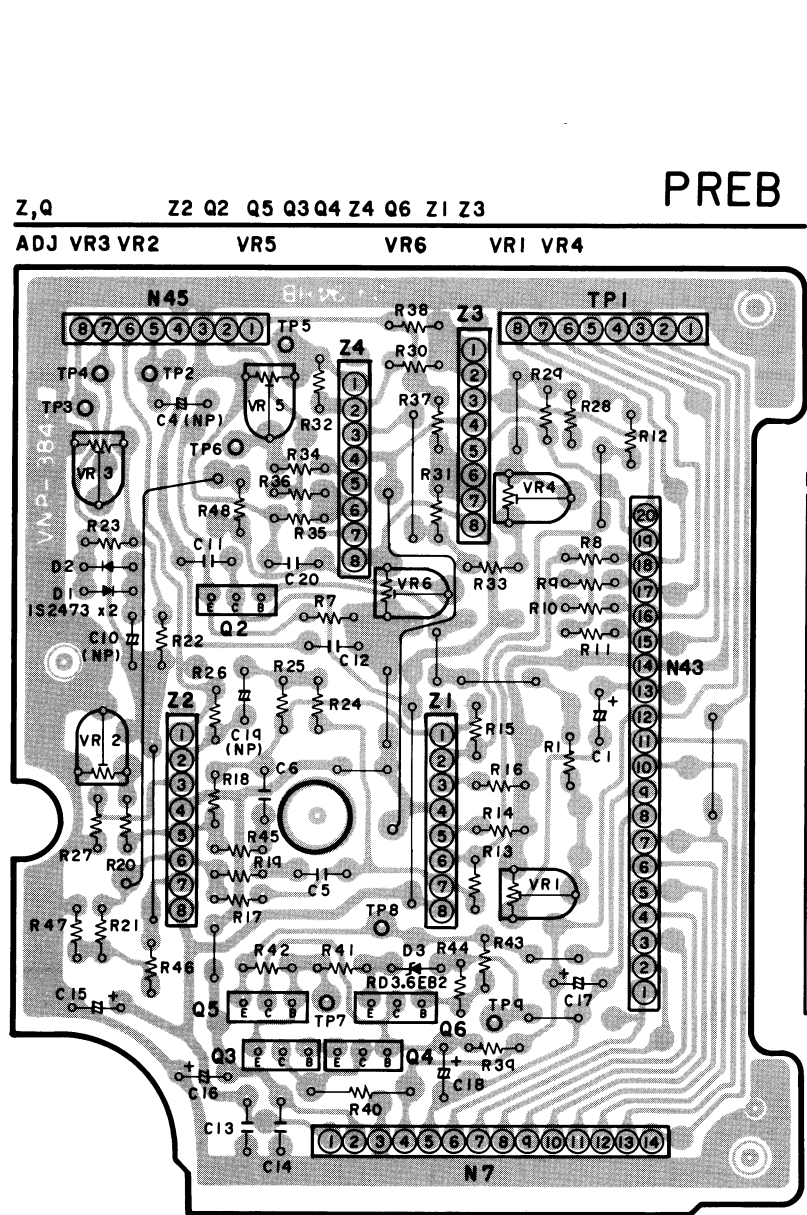 PREB
Z,Q Z2 Q2 Q5 Q3 Q4 Z4 Q6 Z1 Z3
ADJ VR3 VR2 VR5 VR6 VR1 VR4
N45
8 7 6 5 4 3 2 1
TP5
R38
Z3
TP1
8 7 6 5 4 3 2 1
Z4
R30
TP4
TP2
R29
R28
TP3
C4(NP)
VR 5
R32
R37
R12
TP6
VR 3
R34
R36
R31
VR4
VNP-384
R48
R35
1 2 3 4 5 6 7 8
1 2 3 4 5 6 7 8
R23
C11
R8
D2
C20
VR6
R33
R9
D1
1S2473 x2
R10
Q2
E C B
R7
C10
(NP)
R22
C12
R11
N43
20 19 18 17 16 15 14 13 12 11 10 9 8 7 6 5 4 3 2 1
R26
R25
R24
Z2
C19
(NP)
Z1
R15
+
C1
R1
VR 2
1 2 3 4 5 6 7 8
1 2 3 4 5 6 7 8
R18
C6
R16
R14
R27
R20
R45
R19
R13
C5
VR1
R17
R47
R21
TP8
R46
R42
R41
D3
R44
R43
RD3.6EB2
C15
+
Q5
E C B
TP7
E C B
Q6
TP9
+
C17
Q3
E C B
E C B
Q4
+
C18
R39
+
C16
R40
C13
C14
1 2 3 4 5 6 7 8 9 10 11 12 13 14
N7